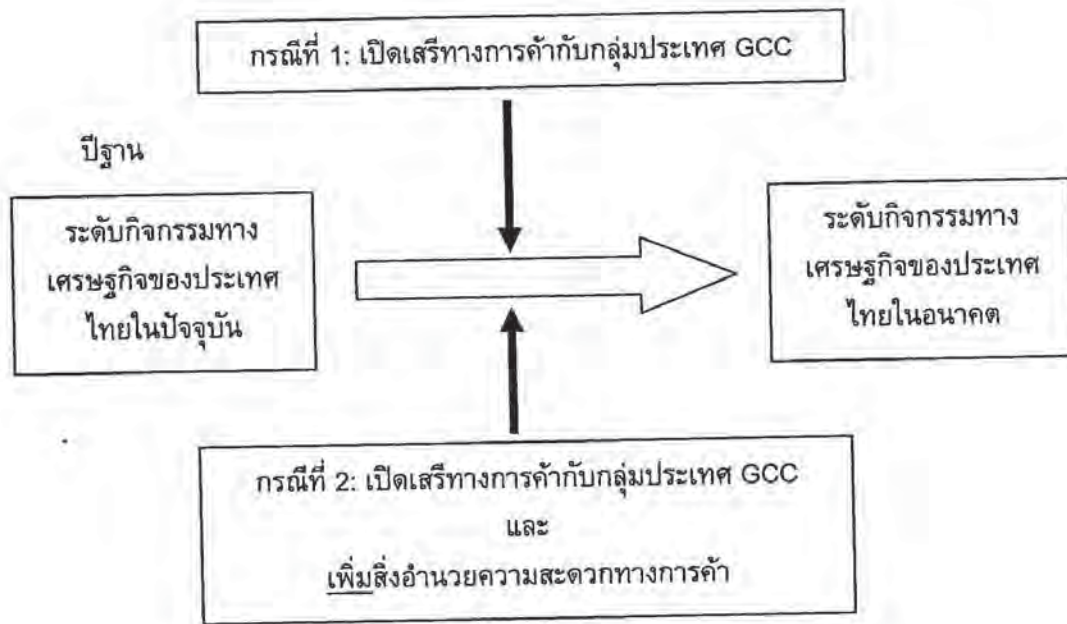 กรณีที่ 1: เปิดเสรีทางการค้ากับกลุ่มประเทศ GCC
ปีฐาน
ระดับกิจกรรมทาง
เศรษฐกิจของประเทศ
ไทยในปัจจุบัน
ระดับกิจกรรมทาง
เศรษฐกิจของประเทศ
ไทยในอนาคต
กรณีที่ 2: เปิดเสรีทางการค้ากับกลุ่มประเทศ GCC
และ
เพิ่มสิ่งอำนวยความสะดวกทางการค้า